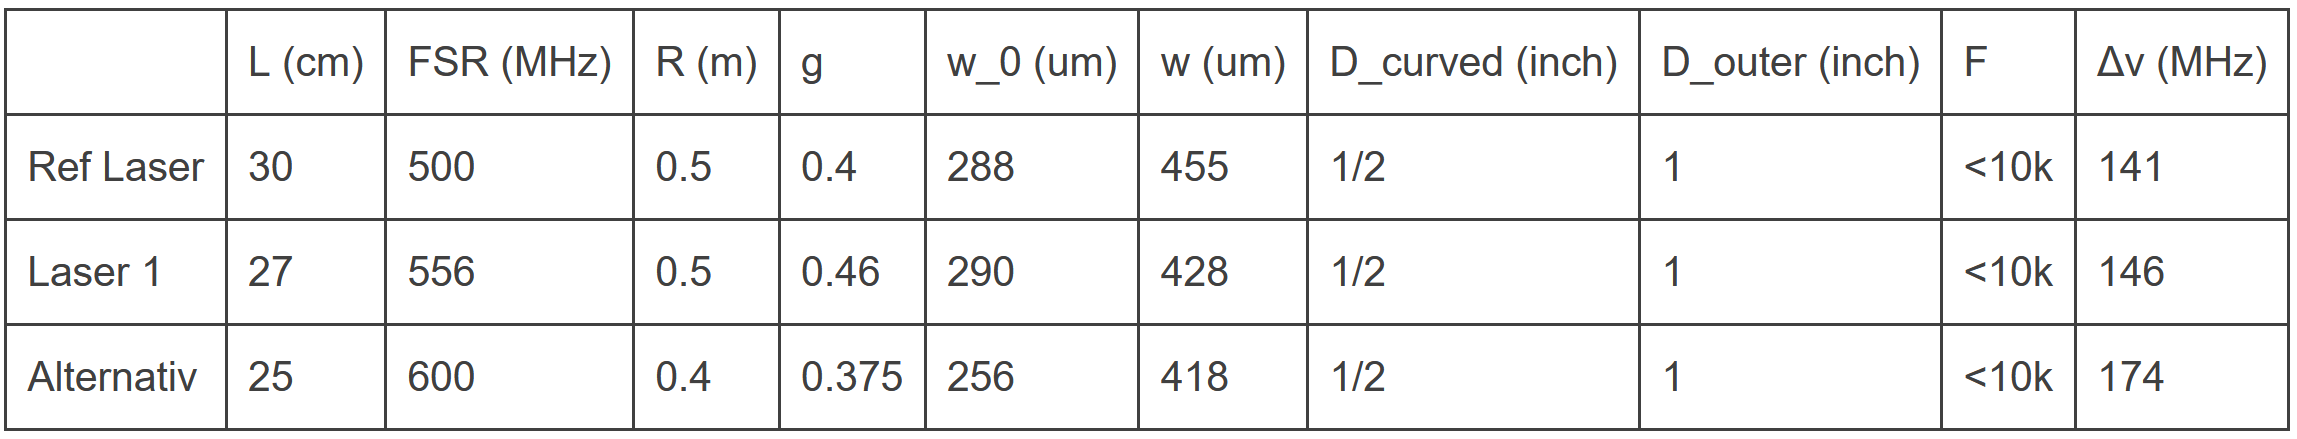 L (cm) FSR (MHz) R (m) g w_0 (um) w (um) D_curved (inch) D_outer (inch) F Δv (MHz)
Ref Laser 30 500 0.5 0.4 288 455 1/2 1 <10k 141
Laser 1 27 556 0.5 0.46 290 428 1/2 1 <10k 146
Alternativ 25 600 0.4 0.375 256 418 1/2 1 <10k 174